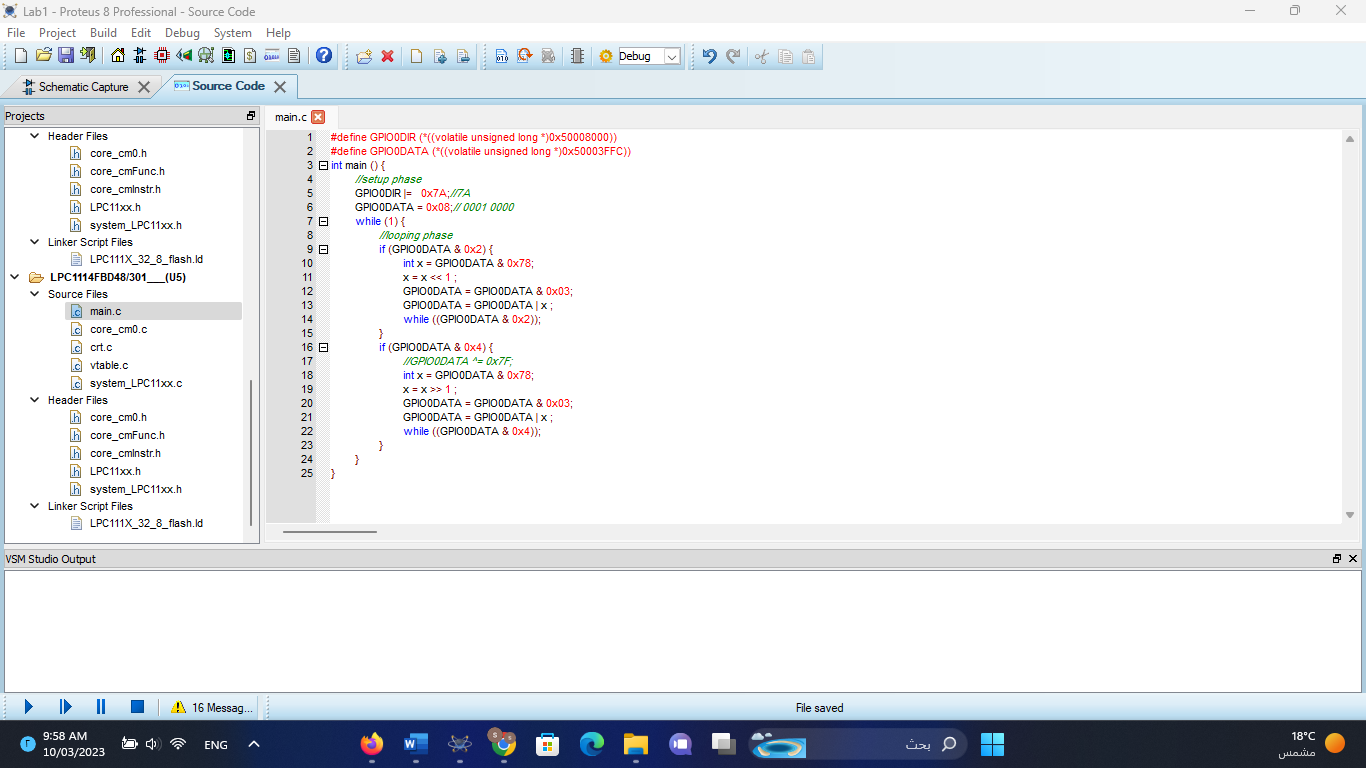 Lab1 - Proteus 8 Professional - Source Code
File Project Build Edit Debug System Help
Debug
Schematic Capture
Source Code
Projects
Header Files
core_cm0.h
core_cmFunc.h
core_cmInstr.h
LPC11xx.h
system_LPC11xx.h
Linker Script Files
LPC111X_32_8_flash.ld
LPC1114FBD48/301___(U5)
Source Files
main.c
core_cm0.c
crt.c
vtable.c
system_LPC11xx.c
Header Files
core_cm0.h
core_cmFunc.h
core_cmInstr.h
LPC11xx.h
system_LPC11xx.h
Linker Script Files
LPC111X_32_8_flash.ld
main.c
1 #define GPIO0DIR (*((volatile unsigned long *)0x50008000))
2 #define GPIO0DATA (*((volatile unsigned long *)0x50003FFC))
3 int main () {
4 //setup phase
5 GPIO0DIR |= 0x7A;//7A
6 GPIO0DATA = 0x08;// 0001 0000
7 while (1) {
8 //looping phase
9 if (GPIO0DATA & 0x2) {
10 int x = GPIO0DATA & 0x78;
11 x = x << 1 ;
12 GPIO0DATA = GPIO0DATA & 0x03;
13 GPIO0DATA = GPIO0DATA | x ;
14 while ((GPIO0DATA & 0x2));
15 }
16 if (GPIO0DATA & 0x4) {
17 //GPIO0DATA ^= 0x7F;
18 int x = GPIO0DATA & 0x78;
19 x = x >> 1 ;
20 GPIO0DATA = GPIO0DATA & 0x03;
21 GPIO0DATA = GPIO0DATA | x ;
22 while ((GPIO0DATA & 0x4));
23 }
24 }
25 }
VSM Studio Output
16 Messag...
File saved
9:58 AM
10/03/2023
ENG
بحث
18°C
مشمس